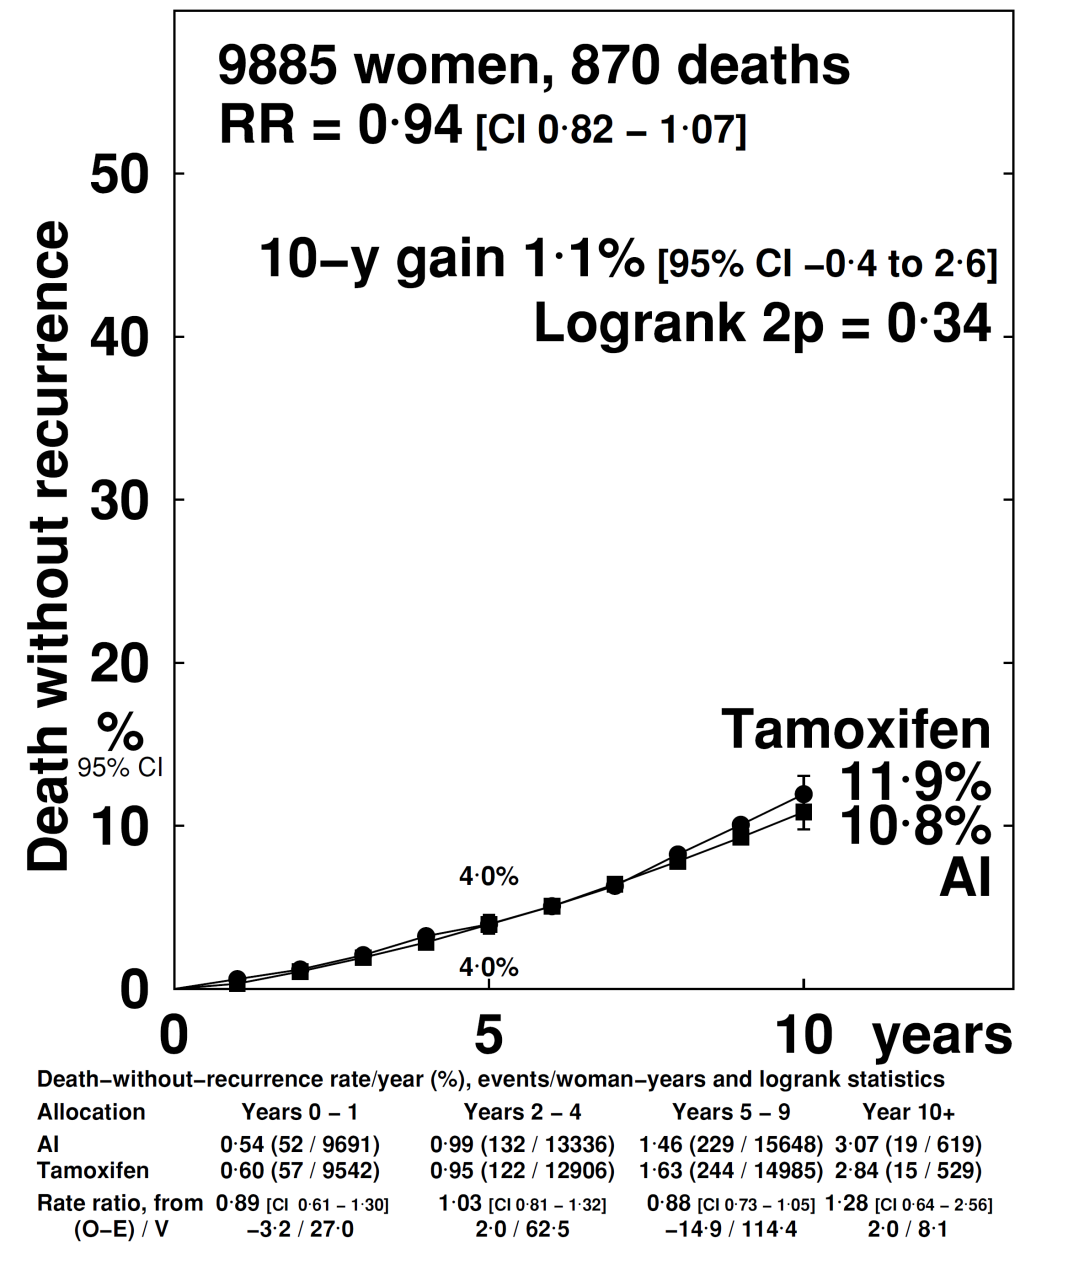 9885 women, 870 deaths
RR = 0·94 [CI 0·82 – 1·07]
50
10–y gain 1·1% [95% CI –0·4 to 2·6]
Logrank 2p = 0·34
40
30
20
Death without recurrence
%
95% CI
Tamoxifen
11·9%
10·8%
AI
10
4·0%
4·0%
0
0 5 10 years
Death–without–recurrence rate/year (%), events/woman–years and logrank statistics
Allocation Years 0 – 1 Years 2 – 4 Years 5 – 9 Year 10+
AI 0·54 (52 / 9691) 0·99 (132 / 13336) 1·46 (229 / 15648) 3·07 (19 / 619)
Tamoxifen 0·60 (57 / 9542) 0·95 (122 / 12906) 1·63 (244 / 14985) 2·84 (15 / 529)
Rate ratio, from 0·89 [CI 0·61 – 1·30] 1·03 [CI 0·81 – 1·32] 0·88 [CI 0·73 – 1·05] 1·28 [CI 0·64 – 2·56]
(O–E) / V –3·2 / 27·0 2·0 / 62·5 –14·9 / 114·4 2·0 / 8·1